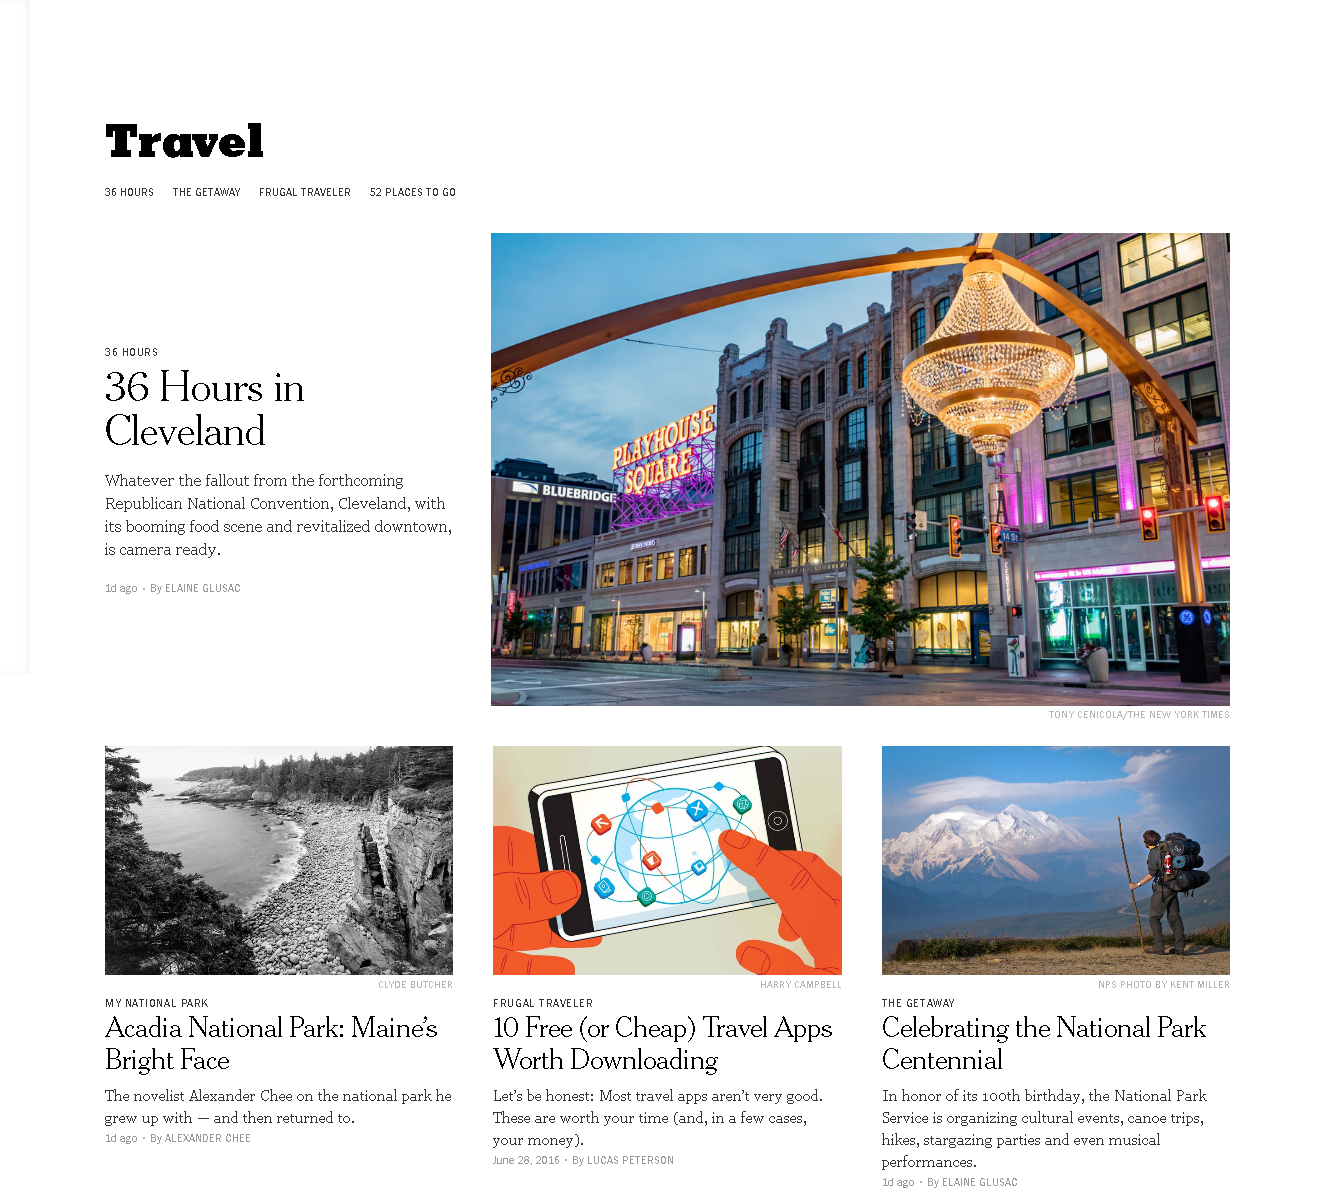 Travel
36 HOURS THE GETAWAY FRUGAL TRAVELER 52 PLACES TO GO
36 HOURS
36 Hours in
Cleveland
Whatever the fallout from the forthcoming
Republican National Convention, Cleveland, with
its booming food scene and revitalized downtown,
is camera ready.
1d ago • By ELAINE GLUSAC
PLAYHOUSE
SQUARE
BLUEBRIDGE
14 St
TONY CENICOLA/THE NEW YORK TIMES
CLYDE BUTCHER
MY NATIONAL PARK
Acadia National Park: Maine’s
Bright Face
The novelist Alexander Chee on the national park he
grew up with — and then returned to.
1d ago • By ALEXANDER CHEE
HARRY CAMPBELL
FRUGAL TRAVELER
10 Free (or Cheap) Travel Apps
Worth Downloading
Let’s be honest: Most travel apps aren’t very good.
These are worth your time (and, in a few cases,
your money).
June 28, 2016 • By LUCAS PETERSON
NPS PHOTO BY KENT MILLER
THE GETAWAY
Celebrating the National Park
Centennial
In honor of its 100th birthday, the National Park
Service is organizing cultural events, canoe trips,
hikes, stargazing parties and even musical
performances.
1d ago • By ELAINE GLUSAC